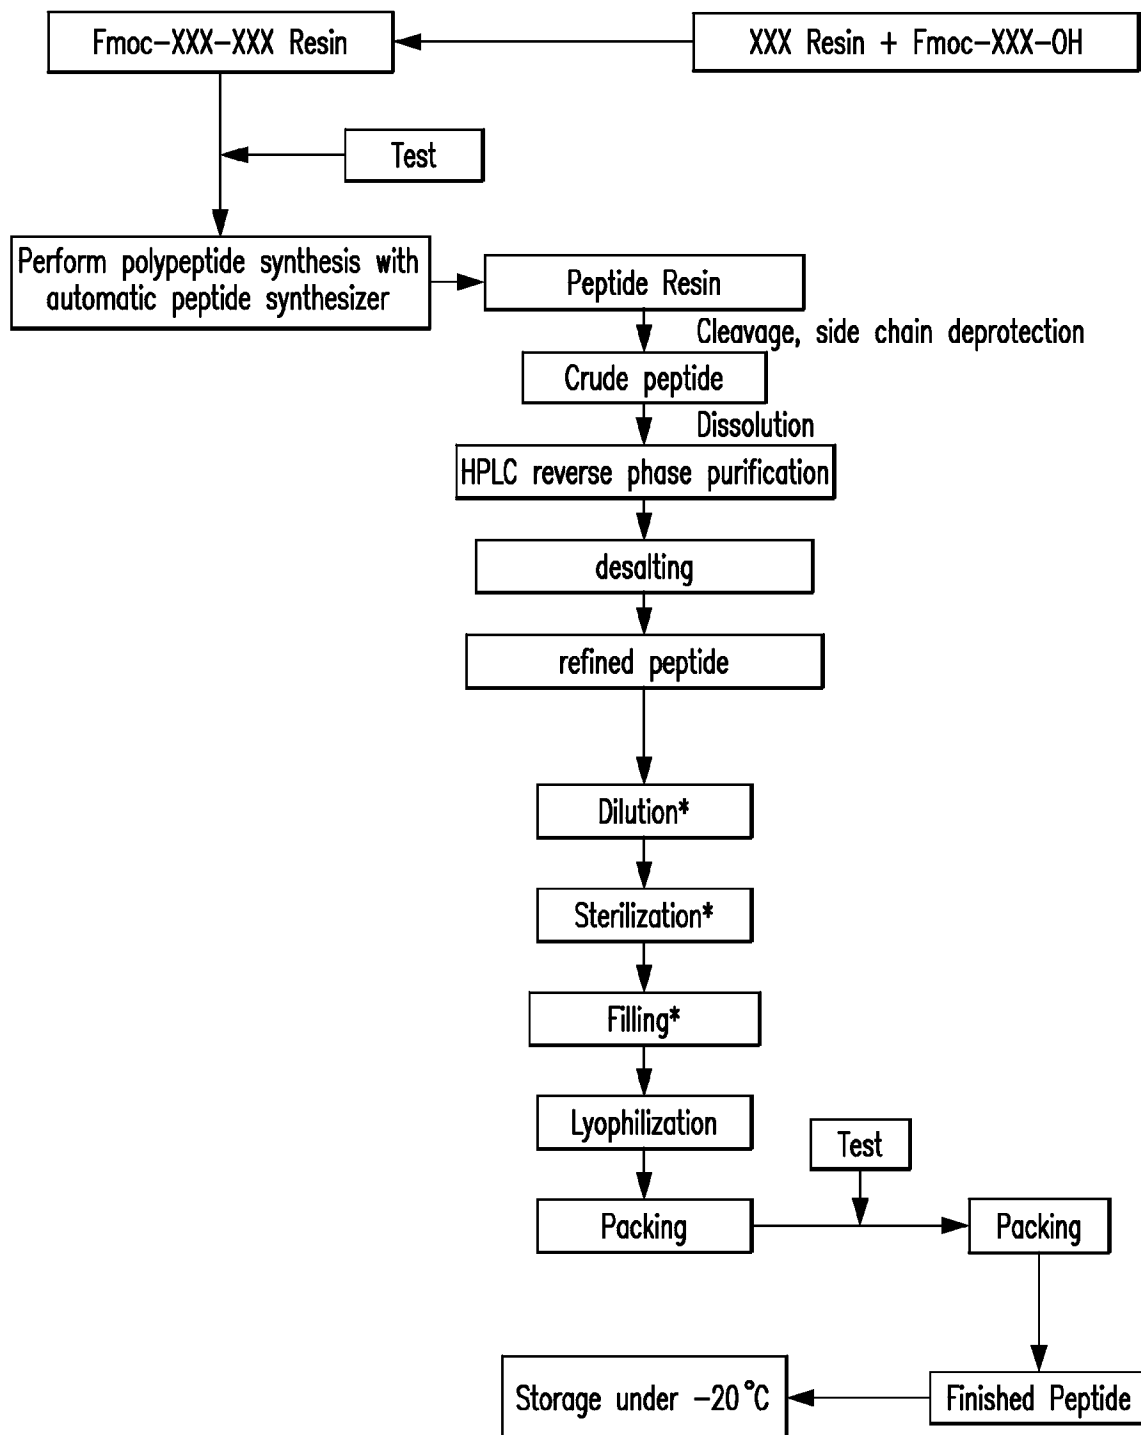 Fmoc-XXX-XXX Resin
XXX Resin + Fmoc-XXX-OH
Test
Perform polypeptide synthesis with
automatic peptide synthesizer
Peptide Resin
Cleavage, side chain deprotection
Crude peptide
Dissolution
HPLC reverse phase purification
desalting
refined peptide
Dilution*
Sterilization*
Filling*
Lyophilization
Test
Packing
Packing
Finished Peptide
Storage under -20°C